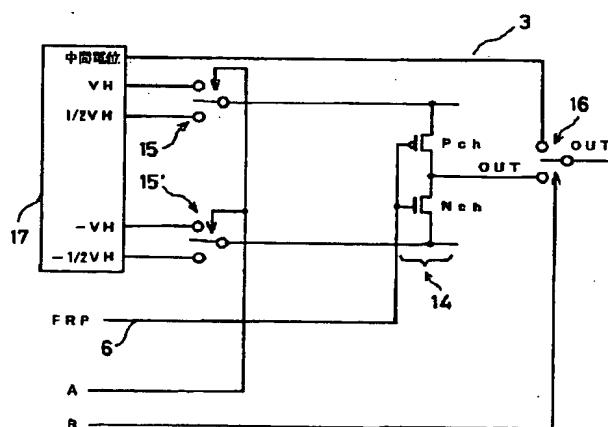 3
中間電位
VH
1/2VH
15
15'
17
-VH
-1/2VH
Pch
Nch
OUT
16
OUT
14
FRP
6
A
B